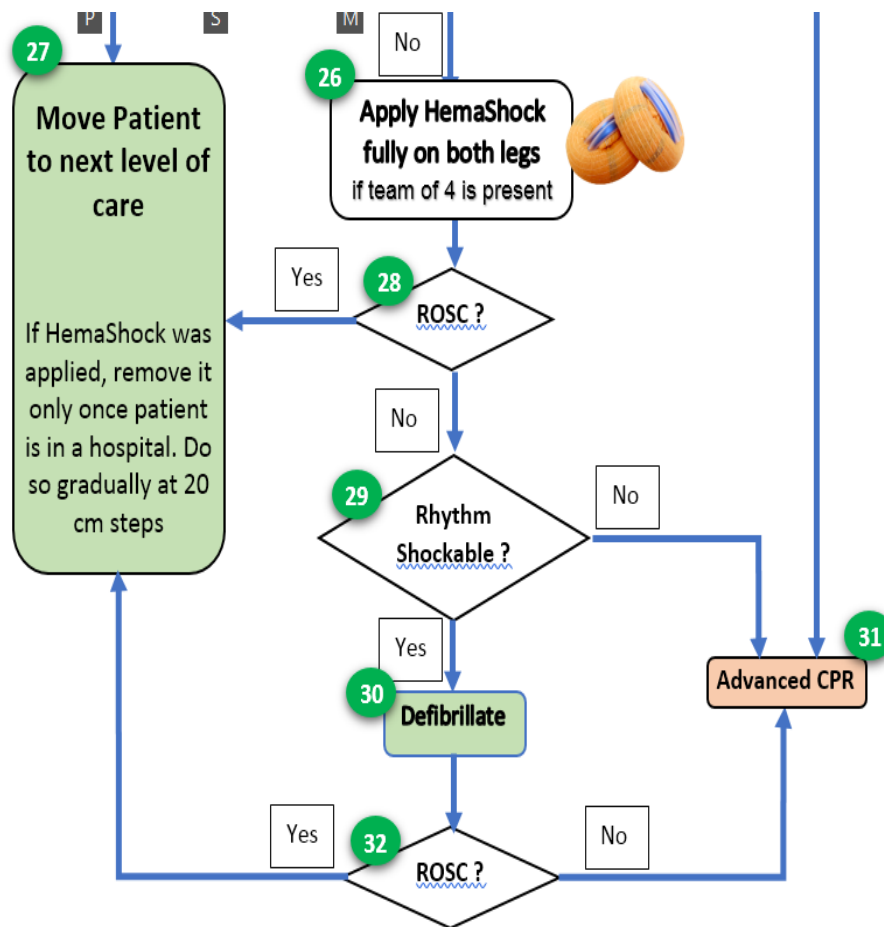 P
S
M
No
27
26
Move Patient
to next level of
care
If HemaShock was
applied, remove it
only once patient
is in a hospital. Do
so gradually at 20
cm steps
Apply HemaShock
fully on both legs
if team of 4 is present
Yes
28
ROSC ?
No
29
Rhythm
Shockable ?
No
Yes
30
Defibrillate
31
Advanced CPR
Yes
32
ROSC ?
No